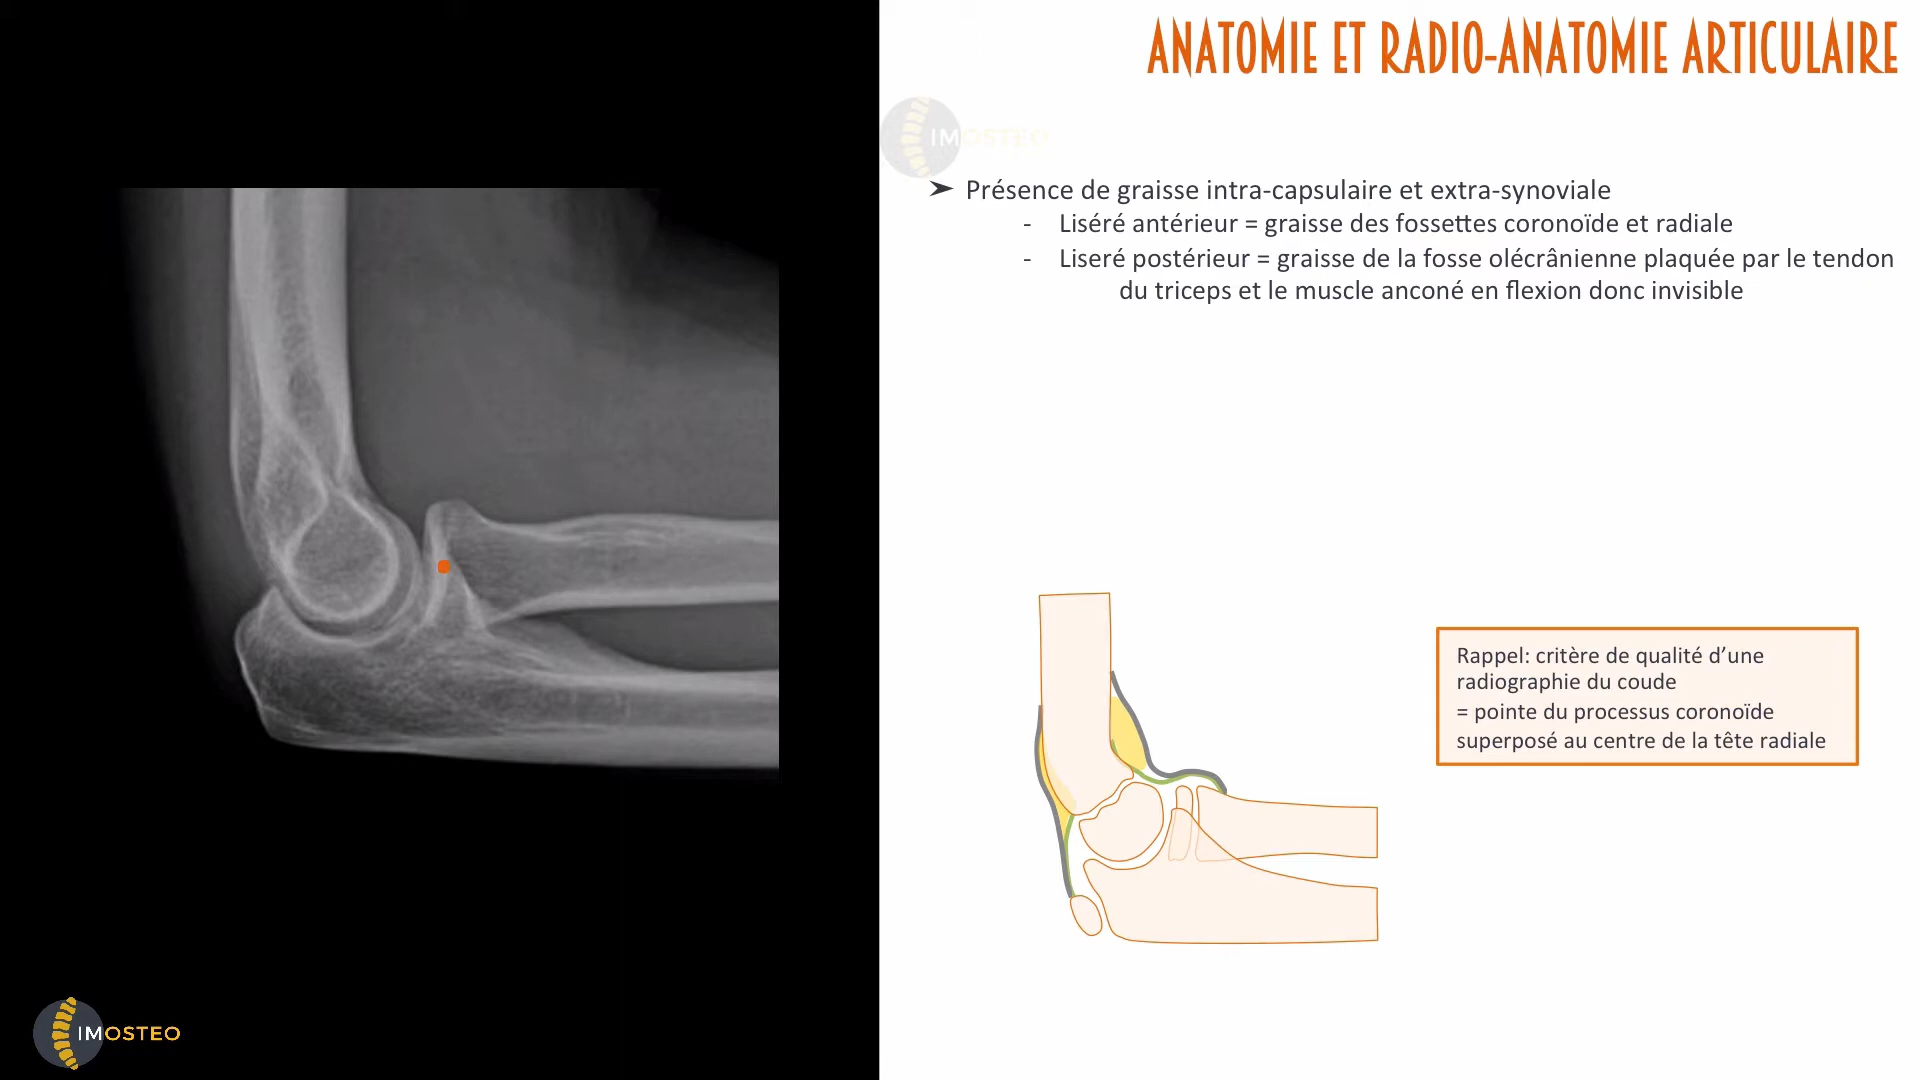 ANATOMIE ET RADIO-ANATOMIE ARTICULAIRE
IMOSTEO
➤ Présence de graisse intra-capsulaire et extra-synoviale
- Liséré antérieur = graisse des fossettes coronoïde et radiale
- Liseré postérieur = graisse de la fosse olécrânienne plaquée par le tendon
du triceps et le muscle anconé en flexion donc invisible
Rappel: critère de qualité d’une
radiographie du coude
= pointe du processus coronoïde
superposé au centre de la tête radiale
IMOSTEO